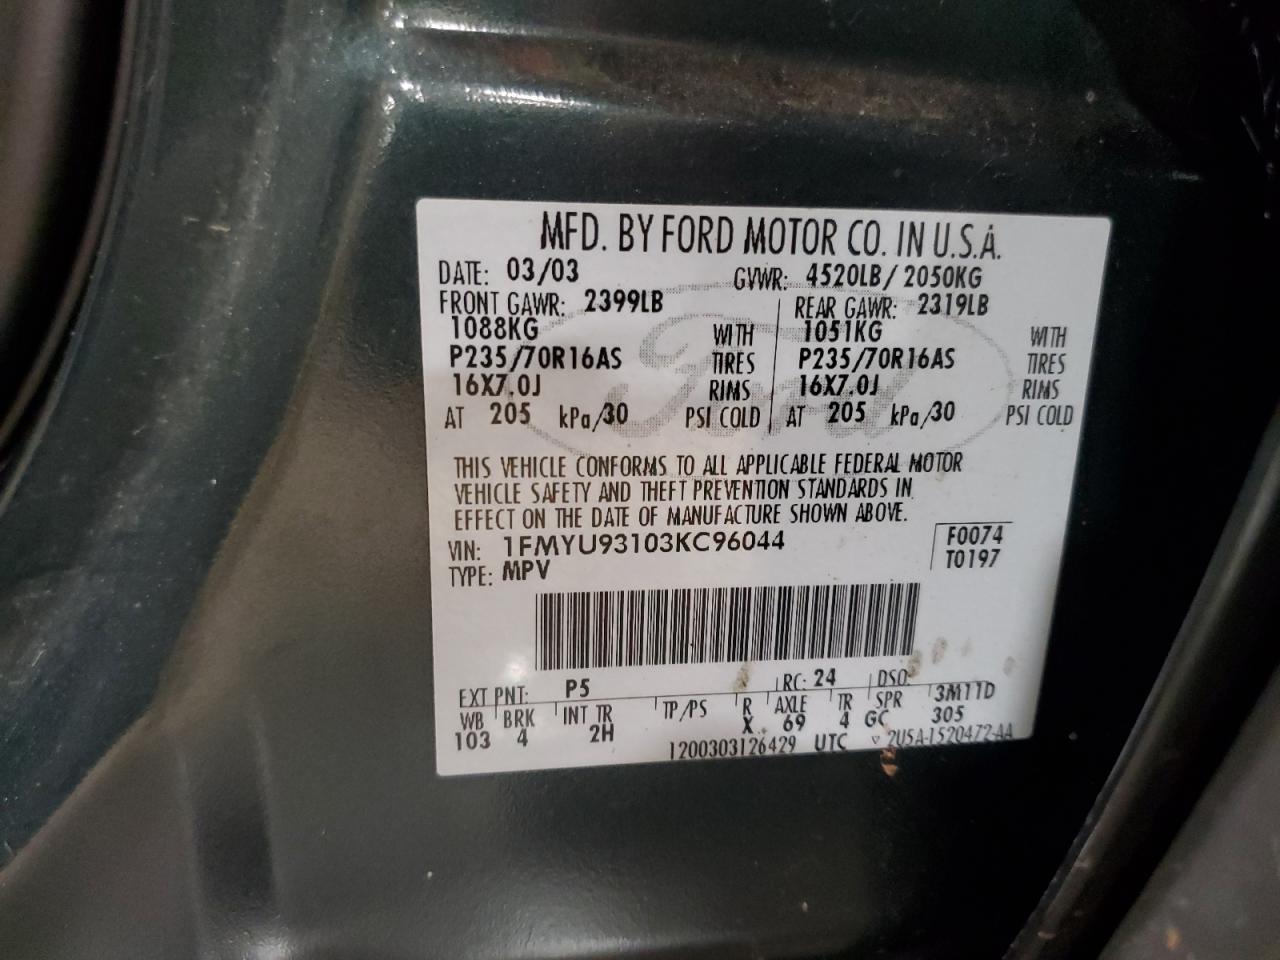 MFD. BY FORD MOTOR CO. IN U.S.A.
DATE: 03/03 GVWR: 4520LB/ 2050KG
FRONT GAWR: 2399LB REAR GAWR: 2319LB
1088KG WITH 1051KG WITH
P235/70R16AS TIRES P235/70R16AS TIRES
16X7.0J RIMS 16X7.0J RIMS
AT 205 kPa/30 PSI COLD AT 205 kPa/30 PSI COLD
Ford
THIS VEHICLE CONFORMS TO ALL APPLICABLE FEDERAL MOTOR
VEHICLE SAFETY AND THEFT PREVENTION STANDARDS IN
EFFECT ON THE DATE OF MANUFACTURE SHOWN ABOVE.
VIN: 1FMYU93103KC96044 F0074
TYPE: MPV T0197
EXT PNT: P5 RC: 24 DSO:
WB BRK INT TR TP/PS R AXLE TR SPR 3M11D
103 4 2H X 69 4 GC 305
1200303126429 UTC ▿ 2U5A-1520472-AA